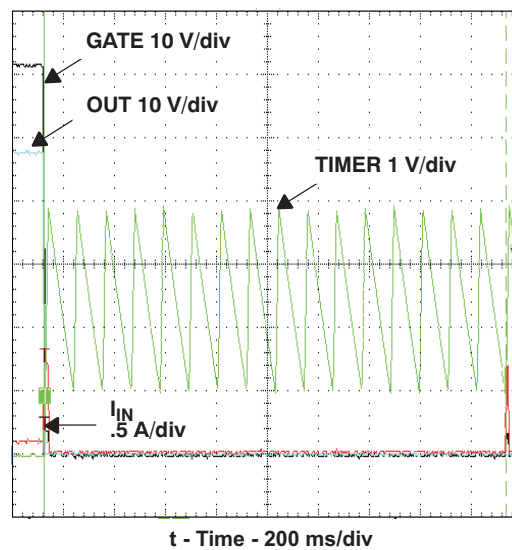 GATE 10 V/div
OUT 10 V/div
TIMER 1 V/div
IIN
.5 A/div
t - Time - 200 ms/div